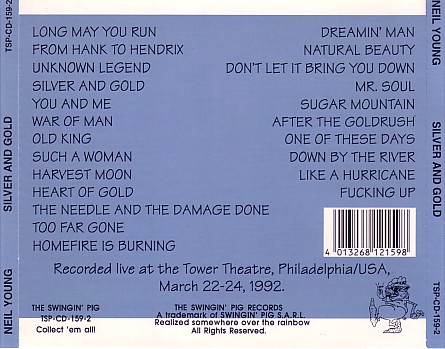 TSP-CD-159-2
SILVER AND GOLD
NEIL YOUNG
LONG MAY YOU RUN
FROM HANK TO HENDRIX
UNKNOWN LEGEND
SILVER AND GOLD
YOU AND ME
WAR OF MAN
OLD KING
SUCH A WOMAN
HARVEST MOON
HEART OF GOLD
THE NEEDLE AND THE DAMAGE DONE
TOO FAR GONE
HOMEFIRE IS BURNING
DREAMIN' MAN
NATURAL BEAUTY
DON'T LET IT BRING YOU DOWN
MR. SOUL
SUGAR MOUNTAIN
AFTER THE GOLDRUSH
ONE OF THESE DAYS
DOWN BY THE RIVER
LIKE A HURRICANE
FUCKING UP
4 013268 121598
Recorded live at the Tower Theatre, Philadelphia/USA,
March 22-24, 1992.
THE SWINGIN' PIG
TSP-CD-159-2
Collect 'em all!
THE SWINGIN' PIG RECORDS
A trademark of SWINGIN' PIG S.A.R.L.
Realized somewhere over the rainbow
All Rights Reserved.
NEIL YOUNG
SILVER AND GOLD
TSP-CD-159-2